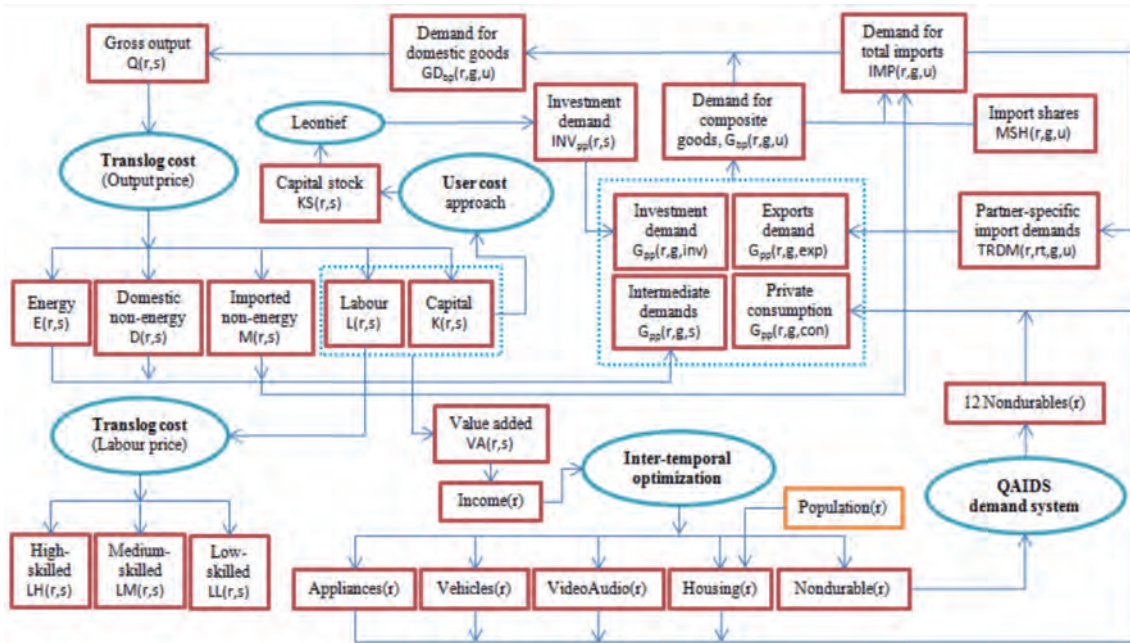 Gross output
Q(r,s)
Demand for
domestic goods
GDbp(r,g,u)
Demand for
total imports
IMP(r,g,u)
Leontief
Investment
demand
INVpp(r,s)
Demand for
composite
goods, Gbp(r,g,u)
Import shares
MSH(r,g,u)
Translog cost
(Output price)
Capital stock
KS(r,s)
User cost
approach
Investment
demand
Gpp(r,g,inv)
Exports
demand
Gpp(r,g,exp)
Partner-specific
import demands
TRDM(r,rt,g,u)
Energy
E(r,s)
Domestic
non-energy
D(r,s)
Imported
non-energy
M(r,s)
Labour
L(r,s)
Capital
K(r,s)
Intermediate
demands
Gpp(r,g,s)
Private
consumption
Gpp(r,g,con)
Translog cost
(Labour price)
Value added
VA(r,s)
12 Nondurables(r)
Income(r)
Inter-temporal
optimization
Population(r)
QAIDS
demand system
High-
skilled
LH(r,s)
Medium-
skilled
LM(r,s)
Low-
skilled
LL(r,s)
Appliances(r)
Vehicles(r)
VideoAudio(r)
Housing(r)
Nondurable(r)